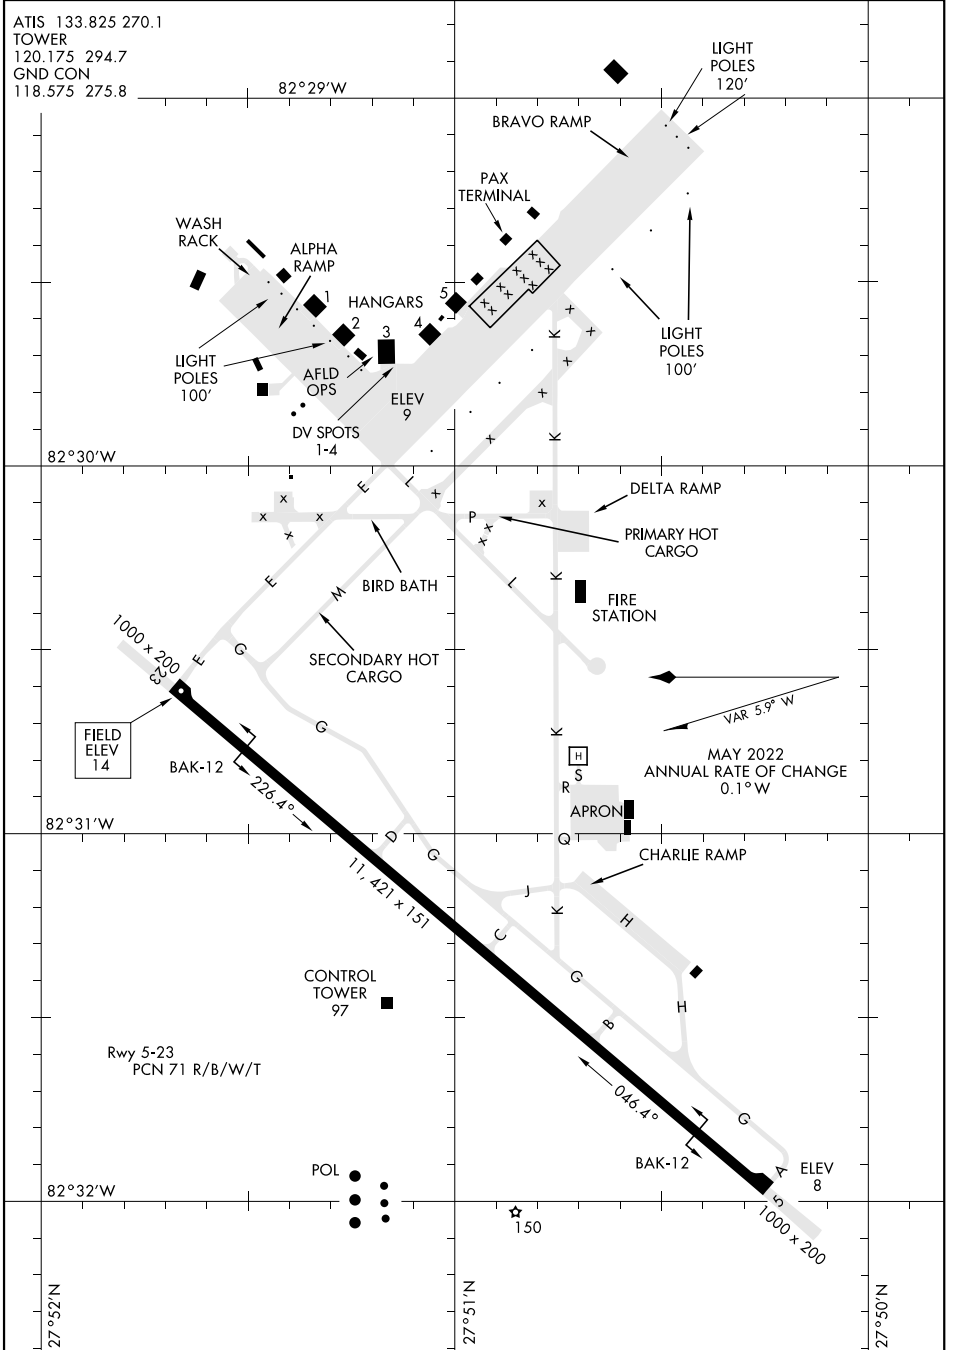 ATIS 133.825 270.1
TOWER
120.175 294.7
GND CON
118.575 275.8
82°29'W
LIGHT
POLES
120'
BRAVO RAMP
PAX
TERMINAL
WASH
RACK
ALPHA
RAMP
HANGARS
1
2
3
4
5
LIGHT
POLES
100'
AFLD
OPS
DV SPOTS
1-4
ELEV
9
LIGHT
POLES
100'
x x x x x x x x x
x x
x
x
x
K
K
82°30'W
E
L
x
x
x x
x
P
x
x
x
DELTA RAMP
PRIMARY HOT
CARGO
BIRD BATH
E
M
L
K
FIRE
STATION
1000 x 200
23
E
G
SECONDARY HOT
CARGO
VAR 5.9° W
MAY 2022
ANNUAL RATE OF CHANGE
0.1° W
FIELD
ELEV
14
G
K
H
S
R
BAK-12
226.4°
APRON
82°31'W
D
G
Q
11, 421 x 151
CHARLIE RAMP
J
K
H
C
G
CONTROL
TOWER
97
B
H
Rwy 5-23
PCN 71 R/B/W/T
046.4°
G
BAK-12
A
ELEV
8
5
1000 x 200
POL
82°32'W
150
27°52'N
27°51'N
27°50'N